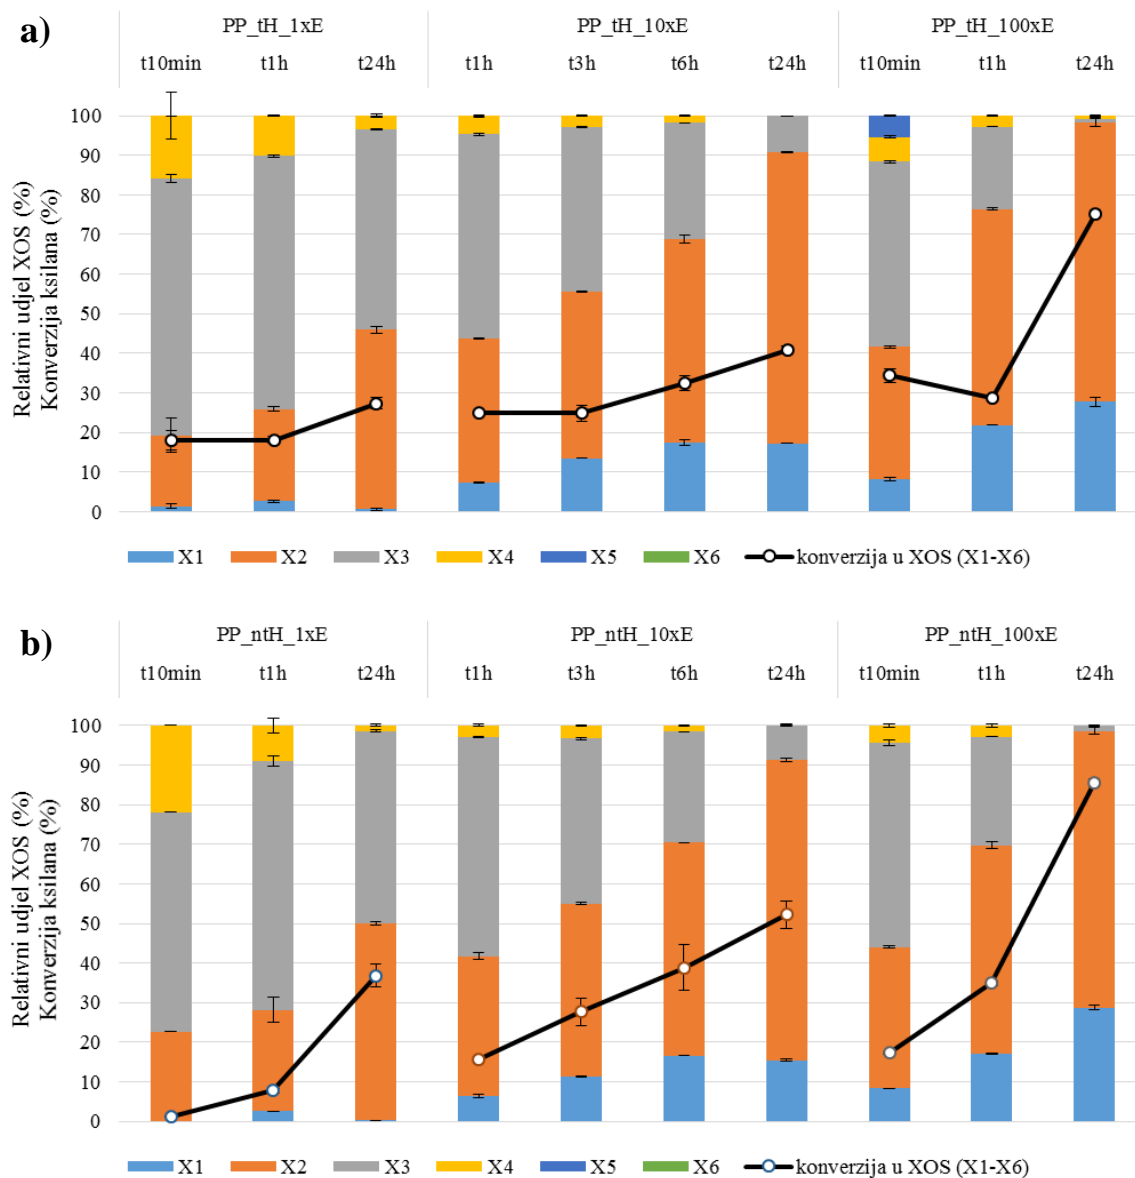 a)
PP_tH_1xE PP_tH_10xE PP_tH_100xE
t10min t1h t24h t1h t3h t6h t24h t10min t1h t24h
Relativni udjel XOS (%)
Konverzija ksilana (%)
100
90
80
70
60
50
40
30
20
10
0
X1 X2 X3 X4 X5 X6 konverzija u XOS (X1-X6)
b)
PP_ntH_1xE PP_ntH_10xE PP_ntH_100xE
t10min t1h t24h t1h t3h t6h t24h t10min t1h t24h
Relativni udjel XOS (%)
Konverzija ksilana (%)
100
90
80
70
60
50
40
30
20
10
0
X1 X2 X3 X4 X5 X6 konverzija u XOS (X1-X6)